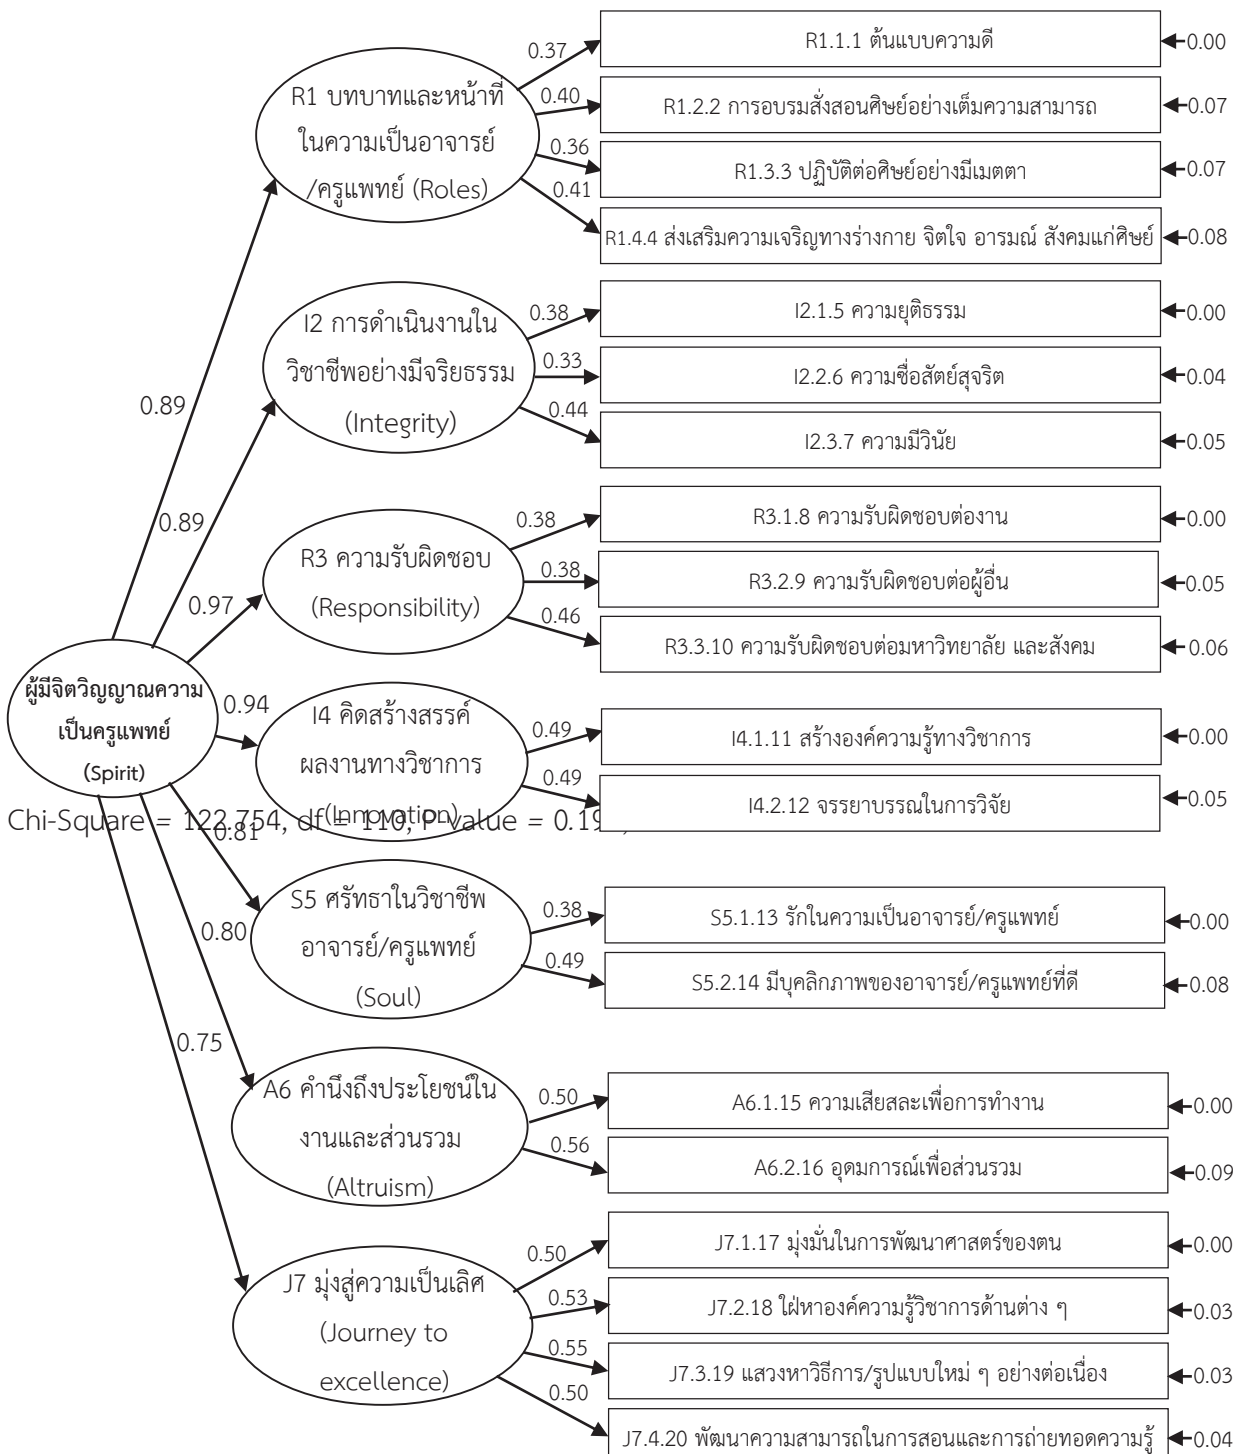 0.37
R1.1.1 ต้นแบบความดี
0.00
R1 บทบาทและหน้าที่
ในความเป็นอาจารย์
/ครูแพทย์ (Roles)
0.40
R1.2.2 การอบรมสั่งสอนศิษย์อย่างเต็มความสามารถ
0.07
0.36
R1.3.3 ปฏิบัติต่อศิษย์อย่างมีเมตตา
0.07
0.41
R1.4.4 ส่งเสริมความเจริญทางร่างกาย จิตใจ อารมณ์ สังคมแก่ศิษย์
0.08
0.89
I2 การดำเนินงานใน
วิชาชีพอย่างมีจริยธรรม
(Integrity)
0.38
I2.1.5 ความยุติธรรม
0.00
0.33
I2.2.6 ความซื่อสัตย์สุจริต
0.04
0.44
I2.3.7 ความมีวินัย
0.05
0.89
R3 ความรับผิดชอบ
(Responsibility)
0.38
R3.1.8 ความรับผิดชอบต่องาน
0.00
0.38
R3.2.9 ความรับผิดชอบต่อผู้อื่น
0.05
0.46
R3.3.10 ความรับผิดชอบต่อมหาวิทยาลัย และสังคม
0.06
0.97
ผู้มีจิตวิญญาณความ
เป็นครูแพทย์
(Spirit)
0.94
I4 คิดสร้างสรรค์
ผลงานทางวิชาการ
(Innovation)
0.49
I4.1.11 สร้างองค์ความรู้ทางวิชาการ
0.00
0.49
I4.2.12 จรรยาบรรณในการวิจัย
0.05
Chi-Square = 122.754, df = 110, P-value = 0.19
0.81
S5 ศรัทธาในวิชาชีพ
อาจารย์/ครูแพทย์
(Soul)
0.38
S5.1.13 รักในความเป็นอาจารย์/ครูแพทย์
0.00
0.49
S5.2.14 มีบุคลิกภาพของอาจารย์/ครูแพทย์ที่ดี
0.08
0.80
A6 คำนึงถึงประโยชน์ใน
งานและส่วนรวม
(Altruism)
0.50
A6.1.15 ความเสียสละเพื่อการทำงาน
0.00
0.56
A6.2.16 อุดมการณ์เพื่อส่วนรวม
0.09
0.75
J7 มุ่งสู่ความเป็นเลิศ
(Journey to
excellence)
0.50
J7.1.17 มุ่งมั่นในการพัฒนาศาสตร์ของตน
0.00
0.53
J7.2.18 ใฝ่หาองค์ความรู้วิชาการด้านต่าง ๆ
0.03
0.55
J7.3.19 แสวงหาวิธีการ/รูปแบบใหม่ ๆ อย่างต่อเนื่อง
0.03
0.50
J7.4.20 พัฒนาความสามารถในการสอนและการถ่ายทอดความรู้
0.04